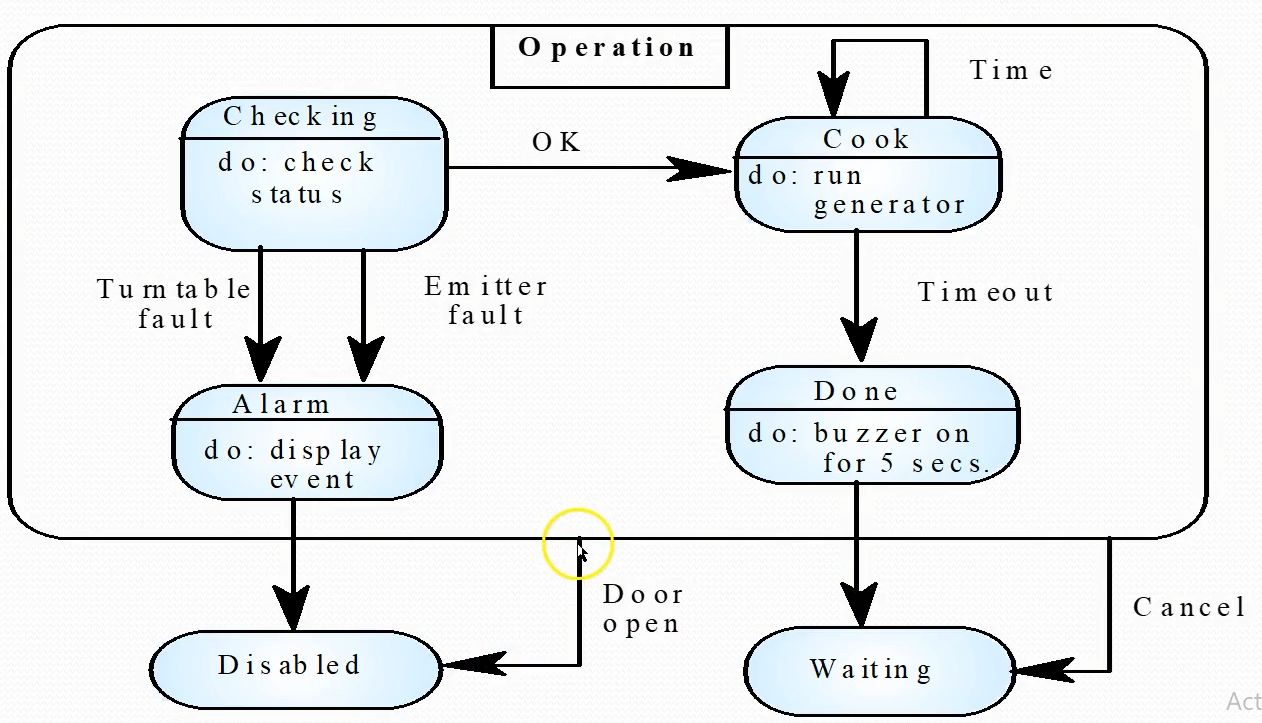 Operation
Time
Checking
do: check
status
OK
Cook
do: run
generator
Turntable
fault
Emitter
fault
Timeout
Alarm
do: display
event
Done
do: buzzer on
for 5 secs.
Door
open
Cancel
Disabled
Waiting
Act